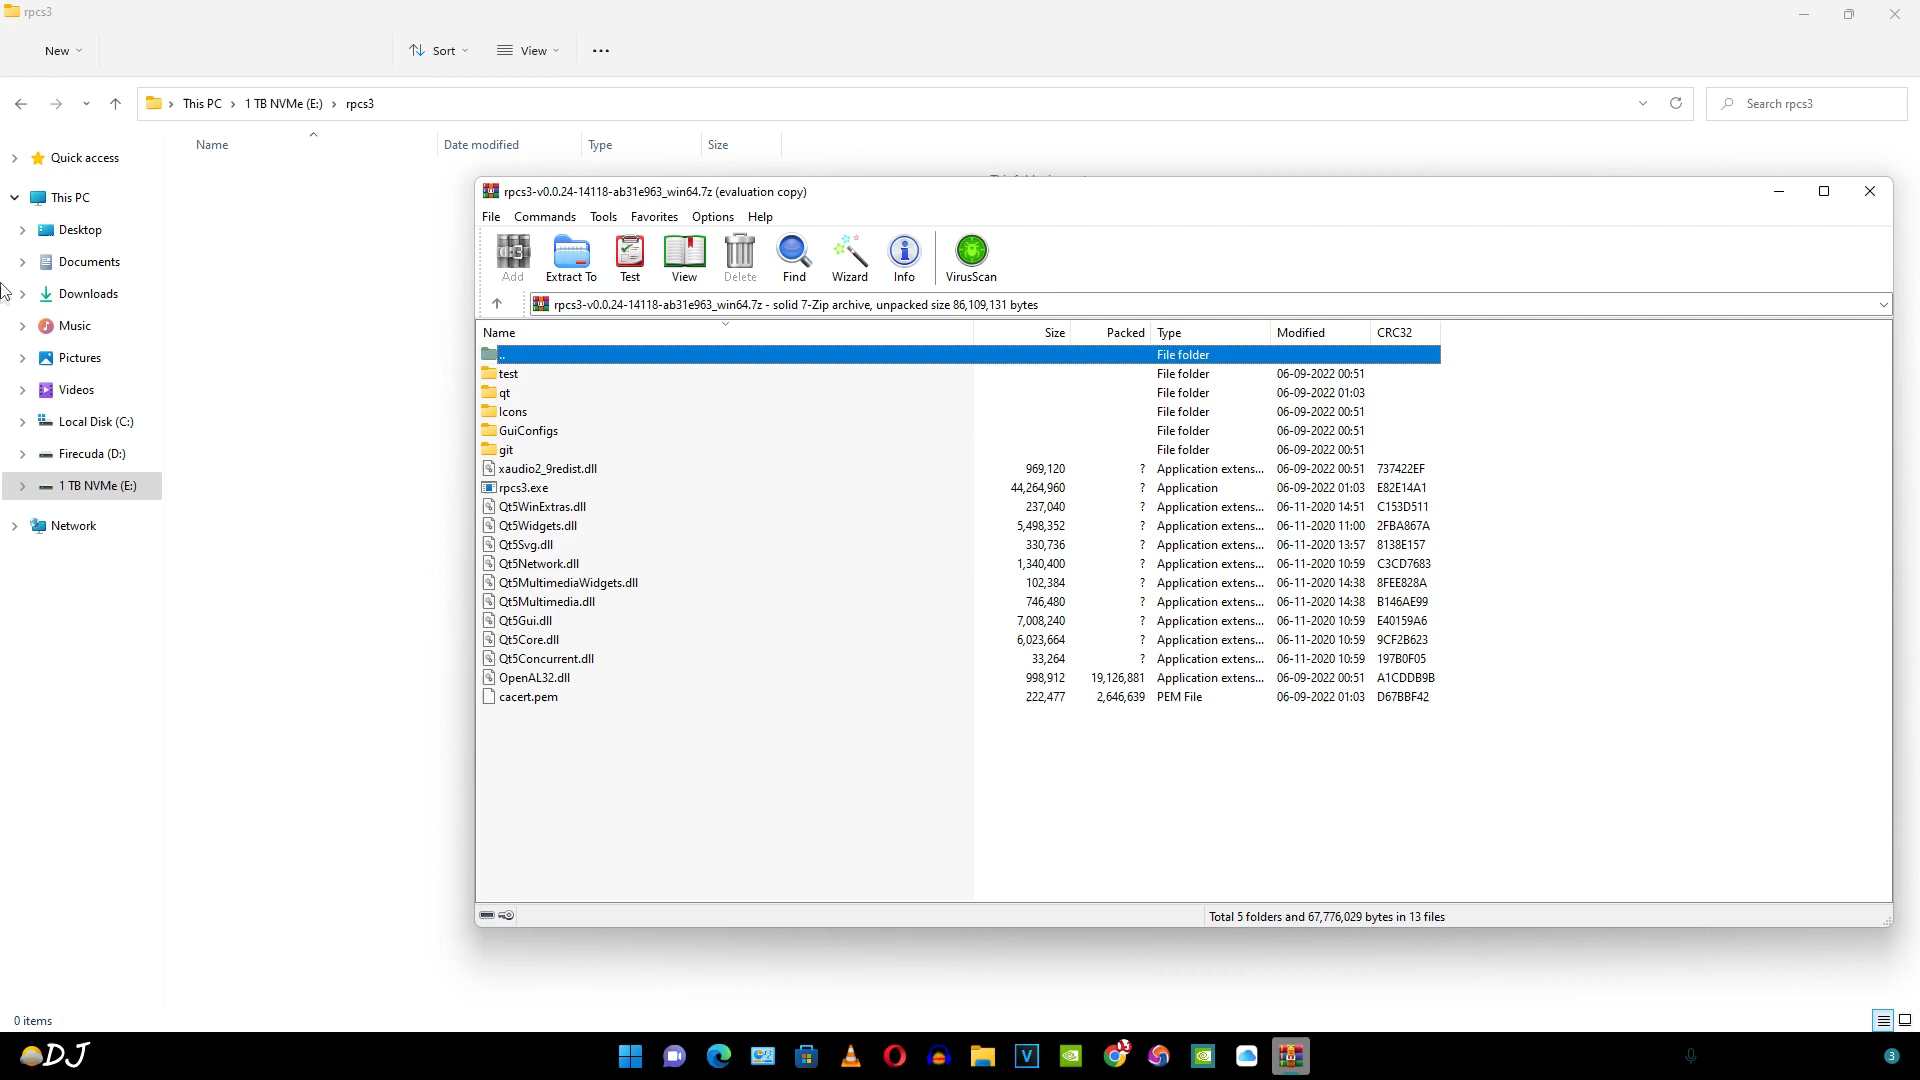 rpcs3
New
Sort
View
This PC > 1 TB NVMe (E:) > rpcs3
Search rpcs3
Name Date modified Type Size
Quick access
This PC
Desktop
Documents
Downloads
Music
Pictures
Videos
Local Disk (C:)
Firecuda (D:)
1 TB NVMe (E:)
Network
rpcs3-v0.0.24-14118-ab31e963_win64.7z (evaluation copy)
File Commands Tools Favorites Options Help
Add Extract To Test View Delete Find Wizard Info VirusScan
rpcs3-v0.0.24-14118-ab31e963_win64.7z - solid 7-Zip archive, unpacked size 86,109,131 bytes
Name Size Packed Type Modified CRC32
.. File folder
test File folder 06-09-2022 00:51
qt File folder 06-09-2022 01:03
Icons File folder 06-09-2022 00:51
GuiConfigs File folder 06-09-2022 00:51
git File folder 06-09-2022 00:51
xaudio2_9redist.dll 969,120 ? Application extens... 06-09-2022 00:51 737422EF
rpcs3.exe 44,264,960 ? Application 06-09-2022 01:03 E82E14A1
Qt5WinExtras.dll 237,040 ? Application extens... 06-11-2020 14:51 C153D511
Qt5Widgets.dll 5,498,352 ? Application extens... 06-11-2020 11:00 2FBA867A
Qt5Svg.dll 330,736 ? Application extens... 06-11-2020 13:57 8138E157
Qt5Network.dll 1,340,400 ? Application extens... 06-11-2020 10:59 C3CD7683
Qt5MultimediaWidgets.dll 102,384 ? Application extens... 06-11-2020 14:38 8FEE828A
Qt5Multimedia.dll 746,480 ? Application extens... 06-11-2020 14:38 B146AE99
Qt5Gui.dll 7,008,240 ? Application extens... 06-11-2020 10:59 E40159A6
Qt5Core.dll 6,023,664 ? Application extens... 06-11-2020 10:59 9CF2B623
Qt5Concurrent.dll 33,264 ? Application extens... 06-11-2020 10:59 197B0F05
OpenAL32.dll 998,912 19,126,881 Application extens... 06-09-2022 00:51 A1CDDB9B
cacert.pem 222,477 2,646,639 PEM File 06-09-2022 01:03 D67BBF42
Total 5 folders and 67,776,029 bytes in 13 files
0 items
DJ
V
3